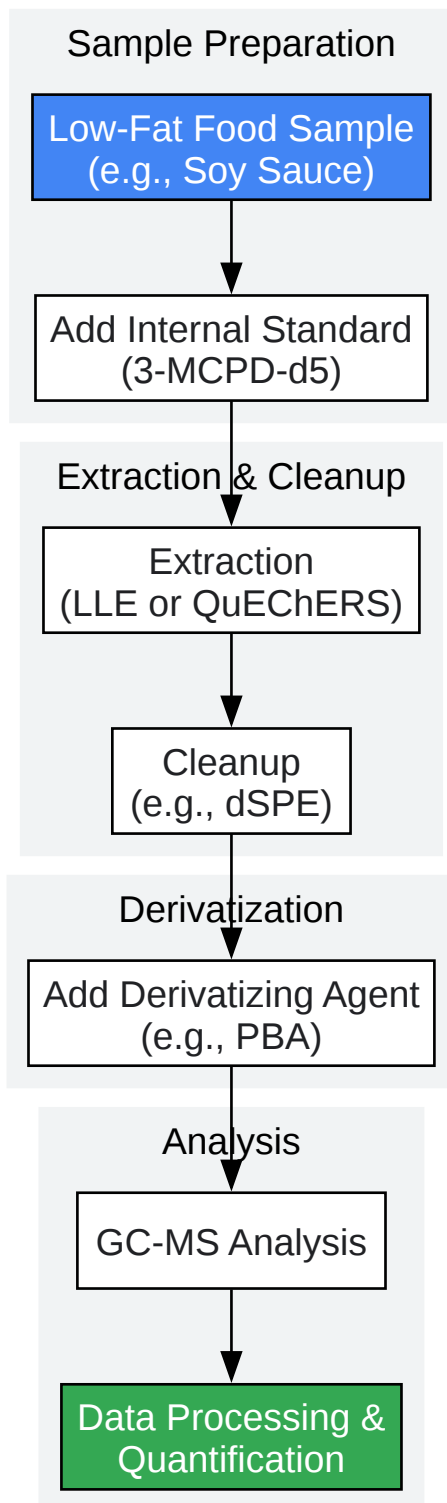 Sample Preparation
Low-Fat Food Sample
(e.g., Soy Sauce)
Add Internal Standard
(3-MCPD-d5)
Extraction & Cleanup
Extraction
(LLE or QuEChERS)
Cleanup
(e.g., dSPE)
Derivatization
Add Derivatizing Agent
(e.g., PBA)
Analysis
GC-MS Analysis
Data Processing &
Quantification